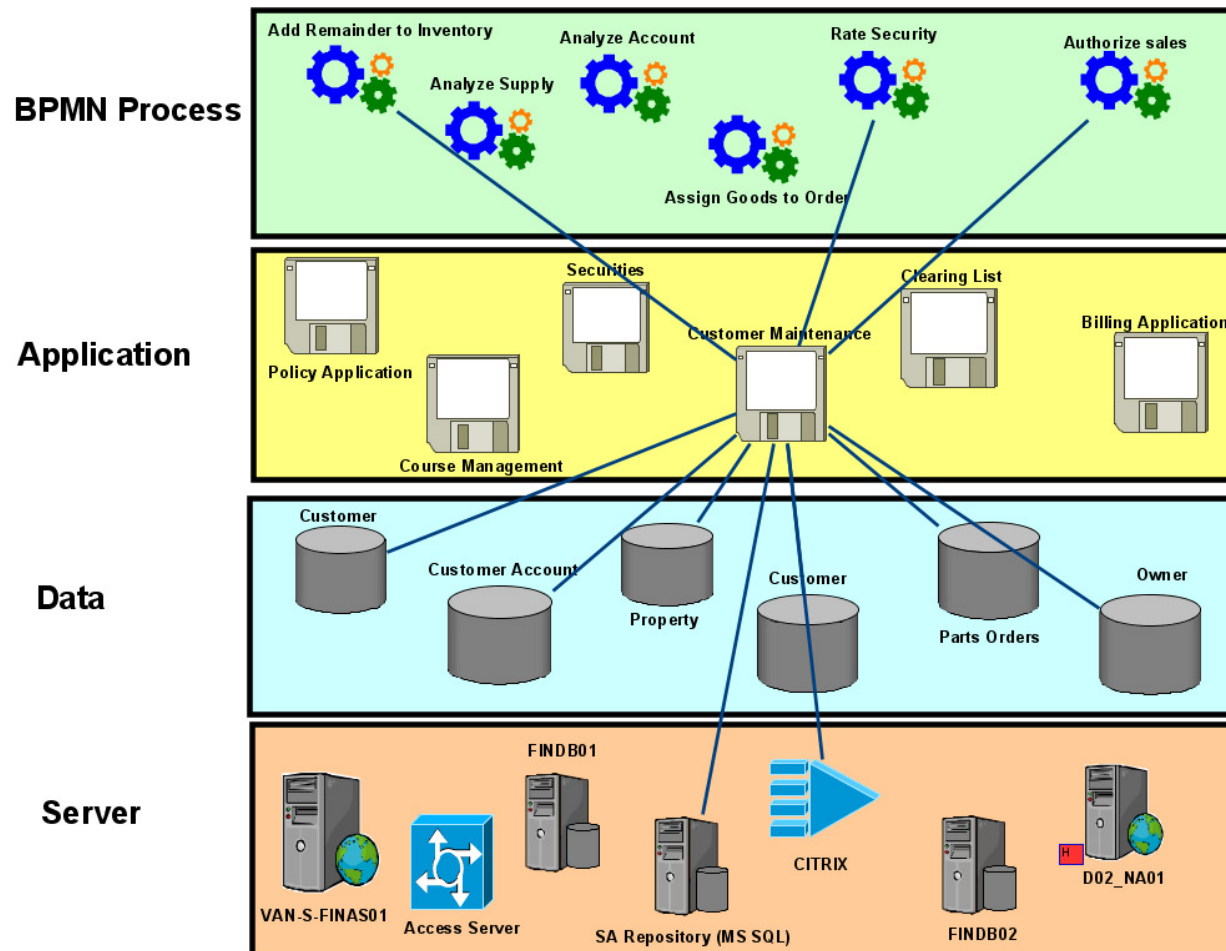 BPMN Process
Add Remainder to Inventory
Analyze Supply
Analyze Account
Assign Goods to Order
Rate Security
Authorize sales
Application
Policy Application
Course Management
Securities
Customer Maintenance
Clearing List
Billing Application
Data
Customer
Customer Account
Property
Customer
Parts Orders
Owner
Server
VAN-S-FINAS01
Access Server
FINDB01
SA Repository (MS SQL)
CITRIX
FINDB02
H
D02_NA01